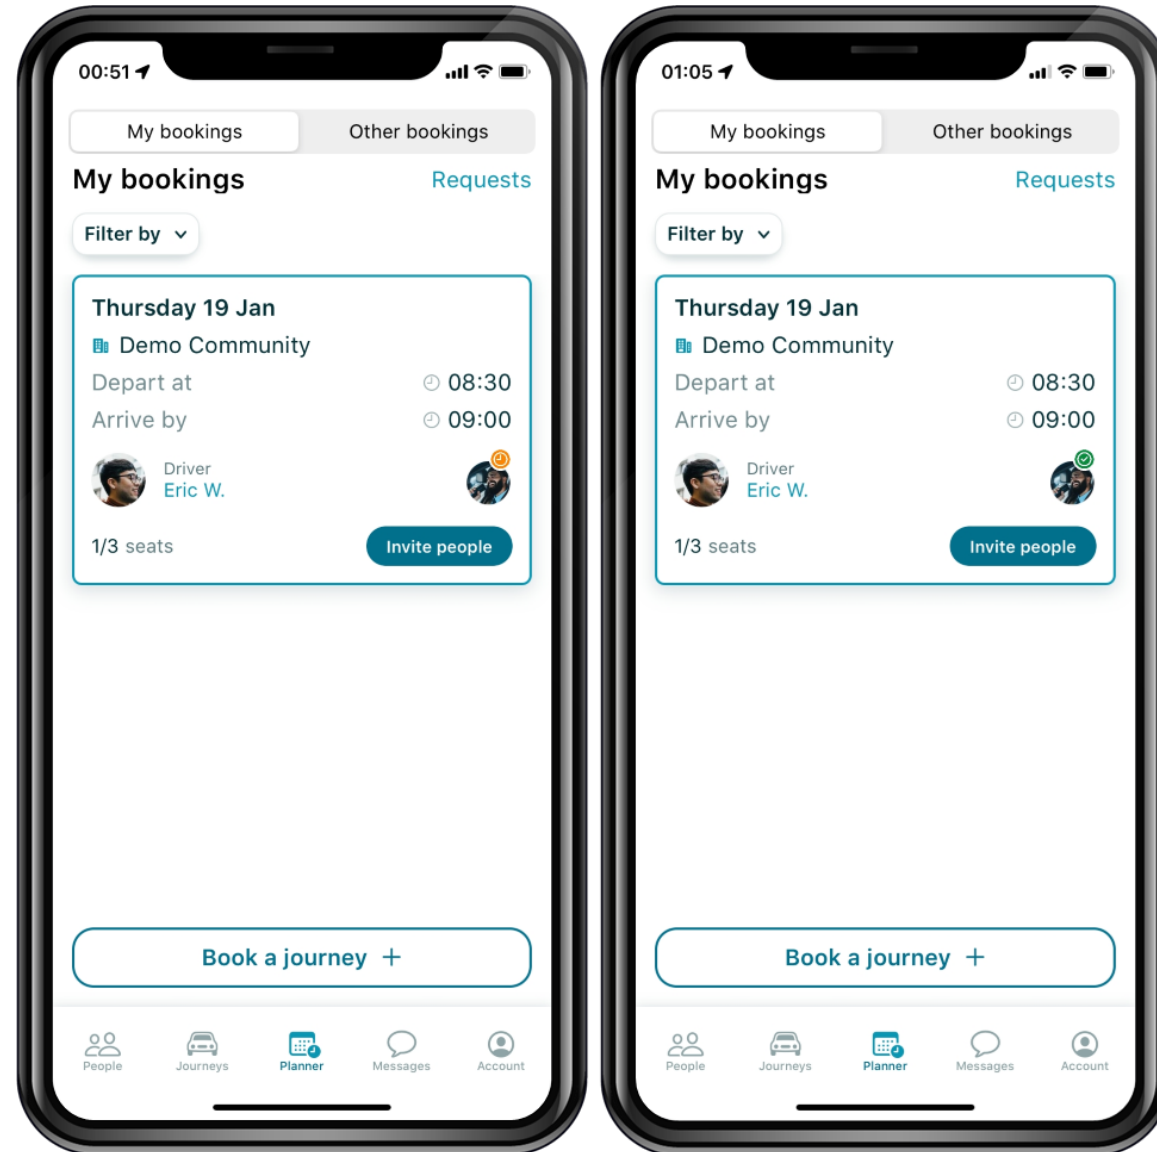 00:51
My bookings Other bookings
My bookings Requests
Filter by
Thursday 19 Jan
Demo Community
Depart at 08:30
Arrive by 09:00
Driver
Eric W.
1/3 seats Invite people
Book a journey +
People Journeys Planner Messages Account
01:05
My bookings Other bookings
My bookings Requests
Filter by
Thursday 19 Jan
Demo Community
Depart at 08:30
Arrive by 09:00
Driver
Eric W.
1/3 seats Invite people
Book a journey +
People Journeys Planner Messages Account